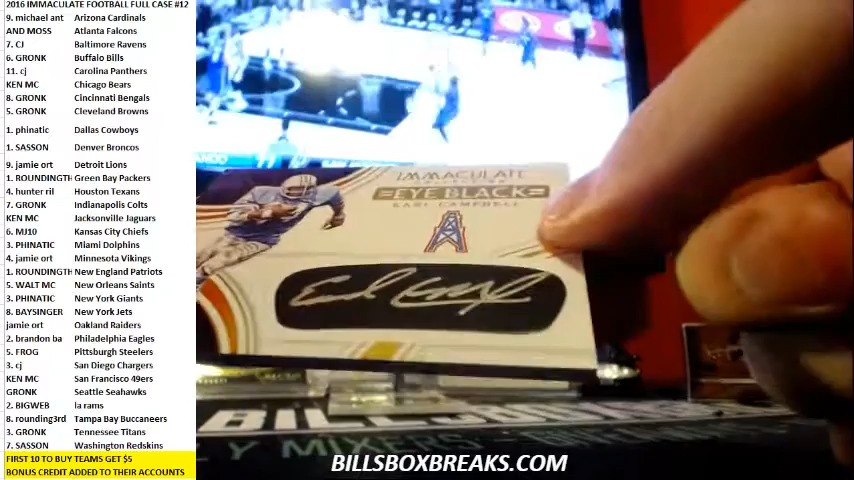 2016 IMMACULATE FOOTBALL FULL CASE #12
9. michael ant Arizona Cardinals
AND MOSS Atlanta Falcons
7. CJ Baltimore Ravens
6. GRONK Buffalo Bills
11. cj Carolina Panthers
KEN MC Chicago Bears
8. GRONK Cincinnati Bengals
5. GRONK Cleveland Browns
1. phinatic Dallas Cowboys
1. SASSON Denver Broncos
9. jamie ort Detroit Lions
1. ROUNDINGTH Green Bay Packers
4. hunter ril Houston Texans
7. GRONK Indianapolis Colts
KEN MC Jacksonville Jaguars
6. MJ10 Kansas City Chiefs
3. PHINATIC Miami Dolphins
4. jamie ort Minnesota Vikings
1. ROUNDINGTH New England Patriots
5. WALT MC New Orleans Saints
3. PHINATIC New York Giants
8. BAYSINGER New York Jets
jamie ort Oakland Raiders
2. brandon ba Philadelphia Eagles
5. FROG Pittsburgh Steelers
3. cj San Diego Chargers
KEN MC San Francisco 49ers
GRONK Seattle Seahawks
2. BIGWEB la rams
8. rounding3rd Tampa Bay Buccaneers
3. GRONK Tennessee Titans
7. SASSON Washington Redskins
FIRST 10 TO BUY TEAMS GET $5
BONUS CREDIT ADDED TO THEIR ACCOUNTS
IMMACULATE
COLLECTION
EYE BLACK
EARL CAMPBELL
BILLSBOXBREAKS.COM